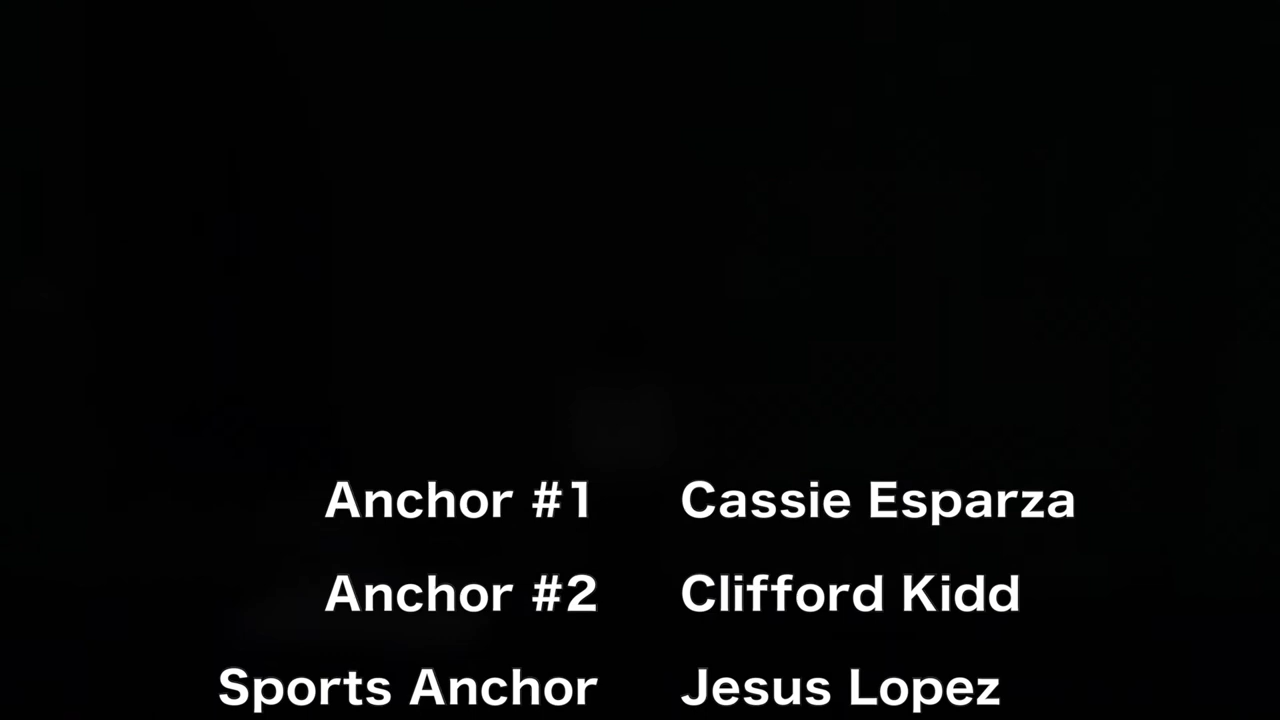 Anchor #1 Cassie Esparza
Anchor #2 Clifford Kidd
Sports Anchor Jesus Lopez